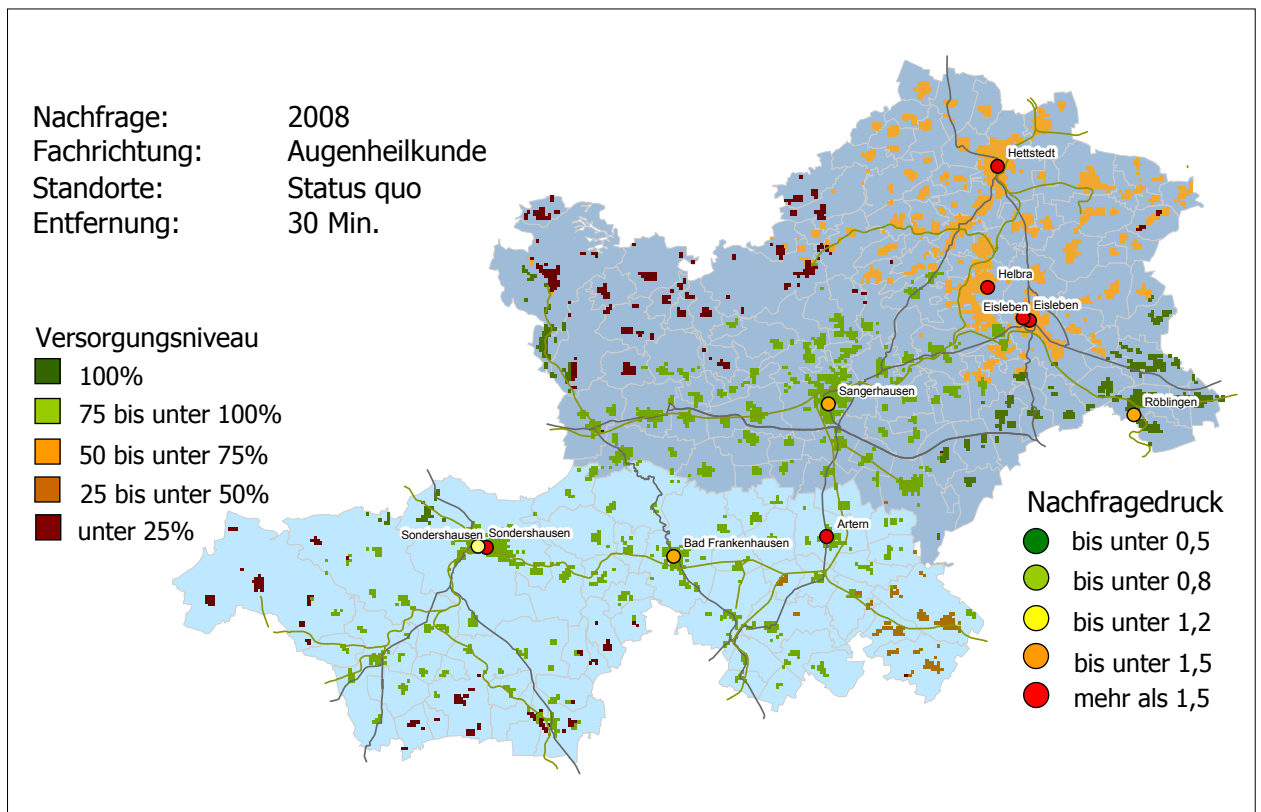 Nachfrage: 2008
Fachrichtung: Augenheilkunde
Standorte: Status quo
Entfernung: 30 Min.
Hettstedt
Helbra
Eisleben Eisleben
Sangerhausen
Röblingen
Artern
Sondershausen Sondershausen
Bad Frankenhausen
Versorgungsniveau
100%
75 bis unter 100%
50 bis unter 75%
25 bis unter 50%
unter 25%
Nachfragedruck
bis unter 0,5
bis unter 0,8
bis unter 1,2
bis unter 1,5
mehr als 1,5